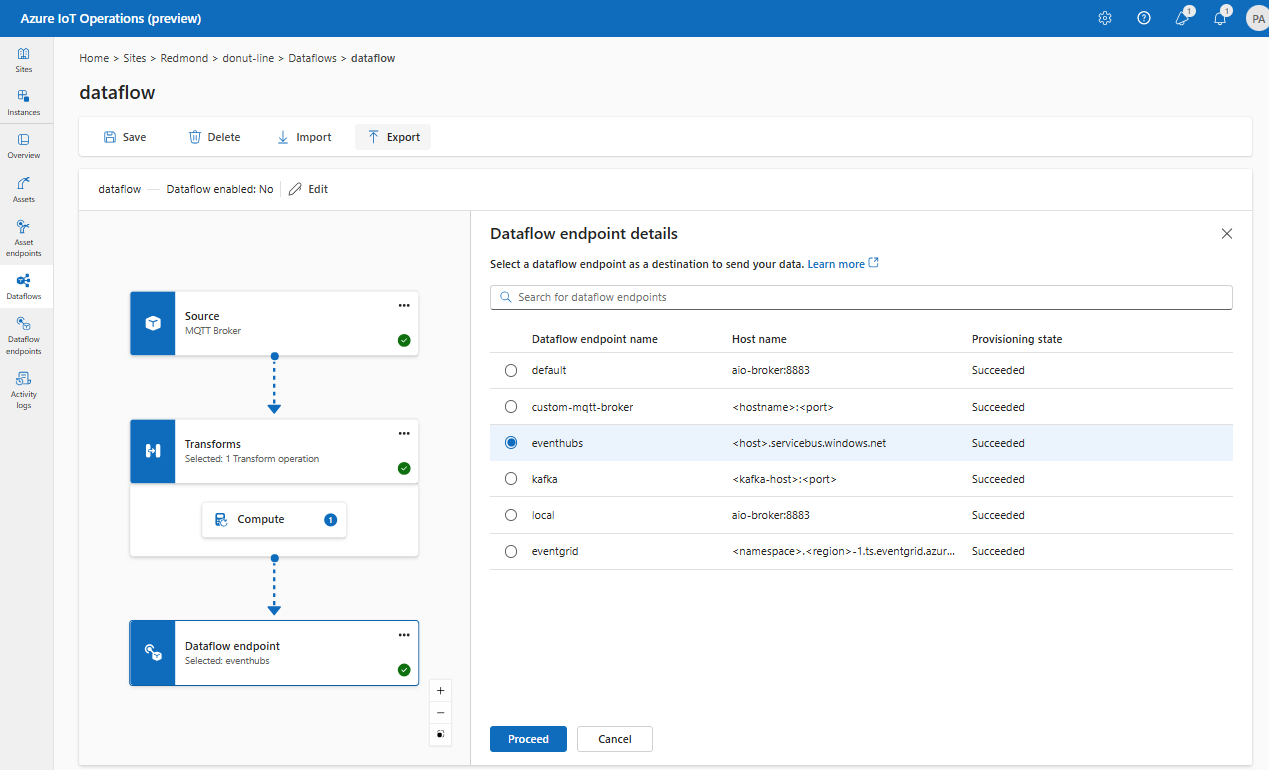 Azure IoT Operations (preview)
1
1
PA
Sites
Instances
Overview
Assets
Asset
endpoints
Dataflows
Dataflow
endpoints
Activity
logs
Home > Sites > Redmond > donut-line > Dataflows > dataflow
dataflow
Save
Delete
Import
Export
dataflow
Dataflow enabled: No
Edit
Source
MQTT Broker
Transforms
Selected: 1 Transform operation
Compute
1
Dataflow endpoint
Selected: eventhubs
Dataflow endpoint details
Select a dataflow endpoint as a destination to send your data. Learn more
Search for dataflow endpoints
Dataflow endpoint name Host name Provisioning state
default aio-broker:8883 Succeeded
custom-mqtt-broker <hostname>:<port> Succeeded
eventhubs <host>.servicebus.windows.net Succeeded
kafka <kafka-host>:<port> Succeeded
local aio-broker:8883 Succeeded
eventgrid <namespace>.<region>-1.ts.eventgrid.azur... Succeeded
Proceed
Cancel